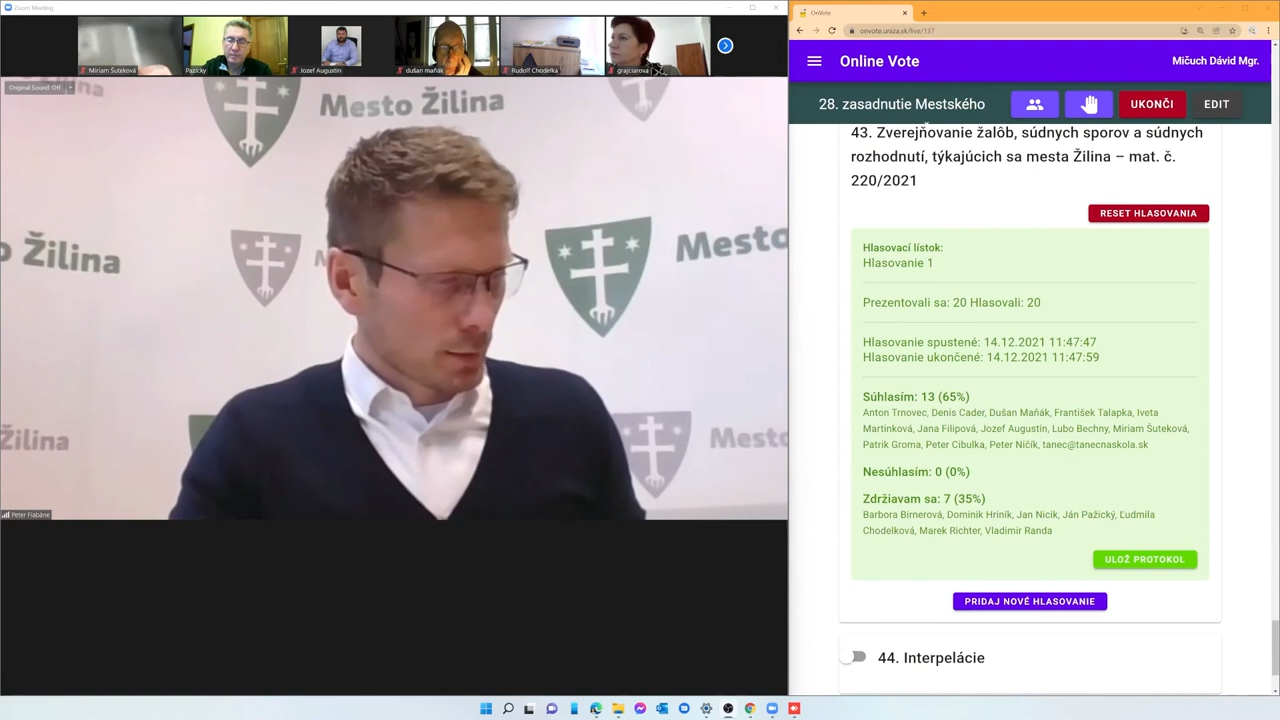 Zoom Meeting
Miriam Šuteková
Pazicky
Jozef Augustín
dušan maňák
Rudolf Chodelka
grajciarova
Original Sound: Off
Mesto Žilina
o Žilina
Mesto
Žilina
Mesto
Peter Fiabáne
OnVote
onvote.uniza.sk/live/137
Online Vote
Mičuch Dávid Mgr.
28. zasadnutie Mestského
UKONČI
EDIT
43. Zverejňovanie žalôb, súdnych sporov a súdnych
rozhodnutí, týkajúcich sa mesta Žilina – mat. č.
220/2021
RESET HLASOVANIA
Hlasovací lístok:
Hlasovanie 1
Prezentovali sa: 20 Hlasovali: 20
Hlasovanie spustené: 14.12.2021 11:47:47
Hlasovanie ukončené: 14.12.2021 11:47:59
Súhlasím: 13 (65%)
Anton Trnovec, Denis Cader, Dušan Maňák, František Talapka, Iveta
Martinková, Jana Filipová, Jozef Augustín, Lubo Bechny, Miriam Šuteková,
Patrik Groma, Peter Cibulka, Peter Ničík, tanec@tanecnaskola.sk
Nesúhlasím: 0 (0%)
Zdržiavam sa: 7 (35%)
Barbora Birnerová, Dominik Hriník, Jan Nicik, Ján Pažický, Ľudmila
Chodelková, Marek Richter, Vladimir Randa
ULOŽ PROTOKOL
PRIDAJ NOVÉ HLASOVANIE
44. Interpelácie